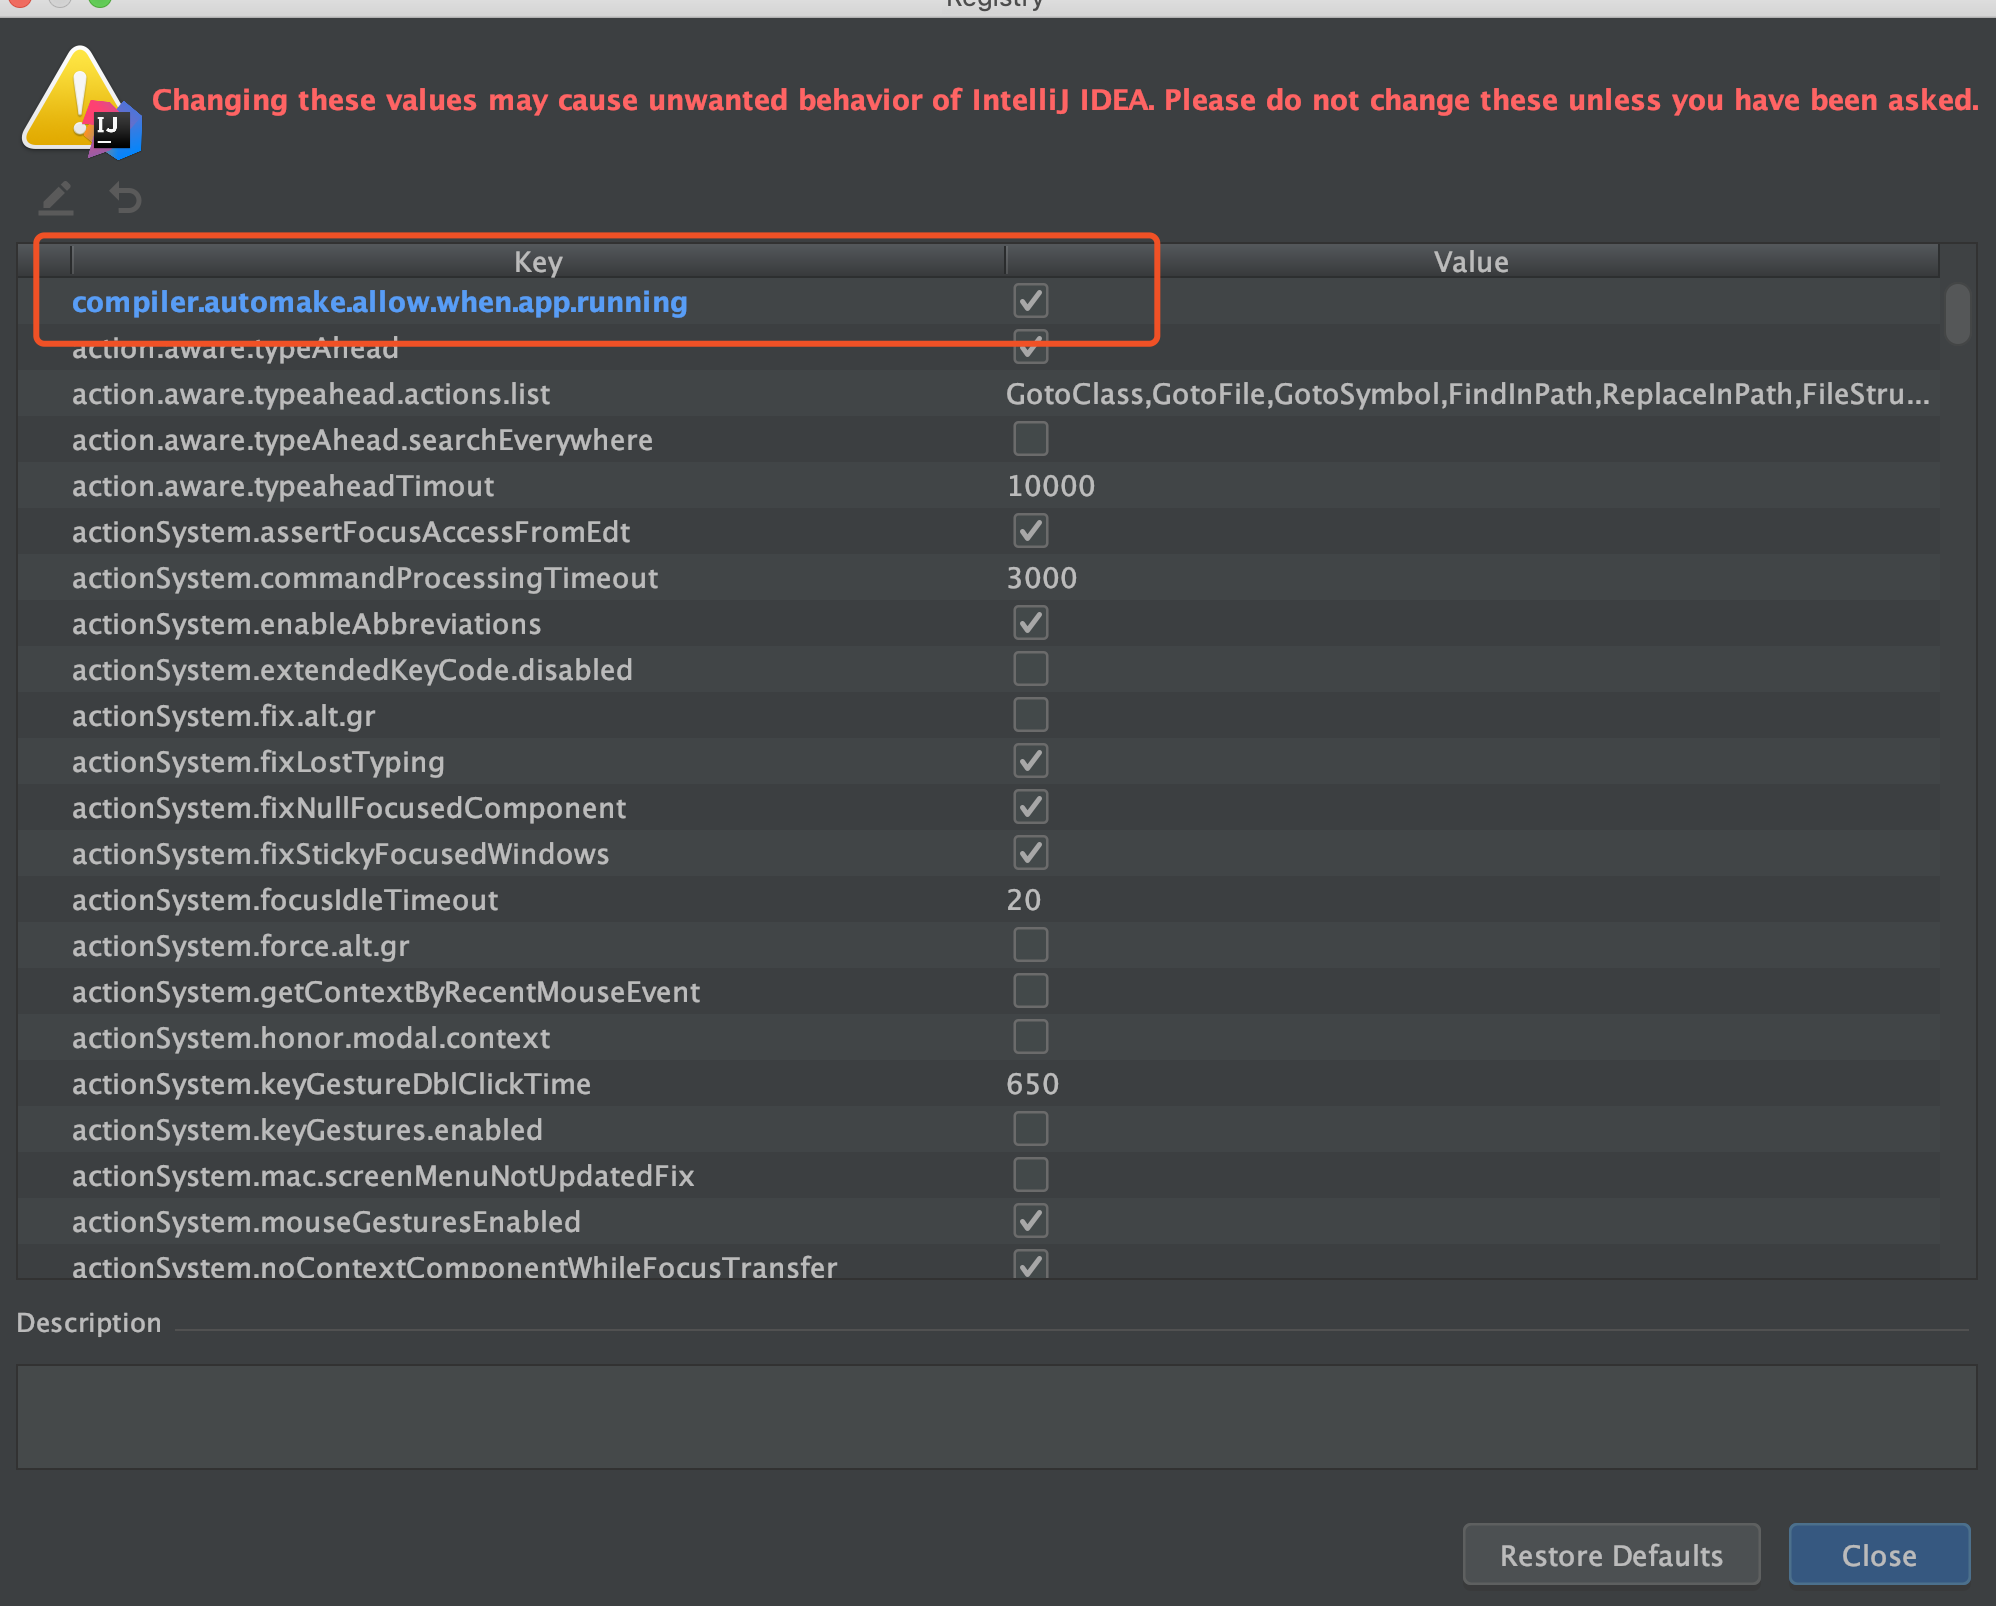 Registry
IJ
Changing these values may cause unwanted behavior of IntelliJ IDEA. Please do not change these unless you have been asked.
Key Value
compiler.automake.allow.when.app.running
action.aware.typeAhead
action.aware.typeahead.actions.list GotoClass,GotoFile,GotoSymbol,FindInPath,ReplaceInPath,FileStru...
action.aware.typeAhead.searchEverywhere
action.aware.typeaheadTimout 10000
actionSystem.assertFocusAccessFromEdt
actionSystem.commandProcessingTimeout 3000
actionSystem.enableAbbreviations
actionSystem.extendedKeyCode.disabled
actionSystem.fix.alt.gr
actionSystem.fixLostTyping
actionSystem.fixNullFocusedComponent
actionSystem.fixStickyFocusedWindows
actionSystem.focusIdleTimeout 20
actionSystem.force.alt.gr
actionSystem.getContextByRecentMouseEvent
actionSystem.honor.modal.context
actionSystem.keyGestureDblClickTime 650
actionSystem.keyGestures.enabled
actionSystem.mac.screenMenuNotUpdatedFix
actionSystem.mouseGesturesEnabled
actionSystem.noContextComponentWhileFocusTransfer
Description
Restore Defaults Close